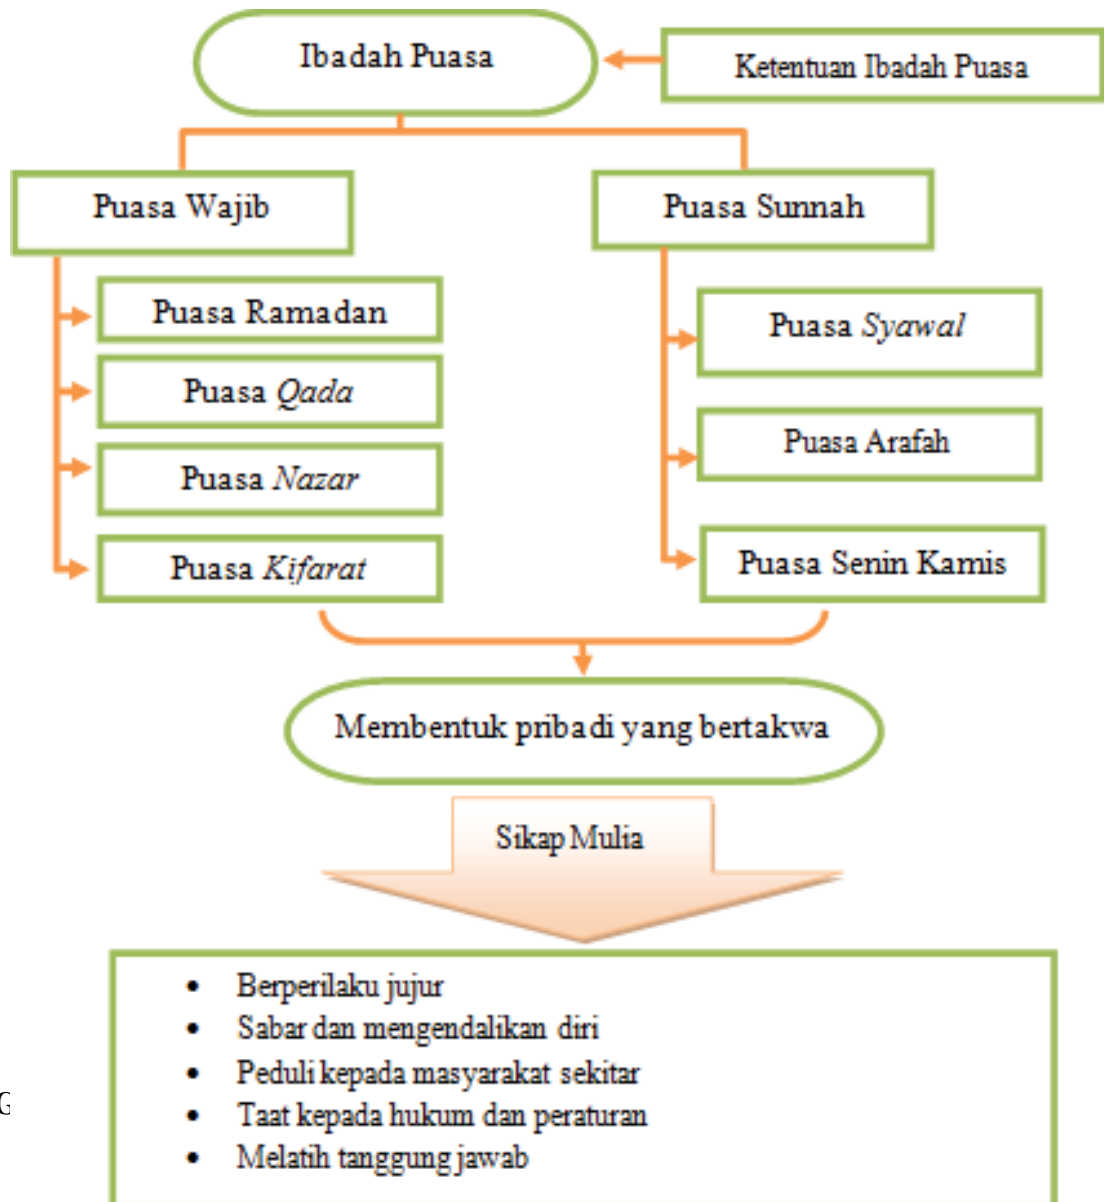 Ibadah Puasa
Ketentuan Ibadah Puasa
Puasa Wajib
Puasa Sunnah
Puasa Ramadan
Puasa Qada
Puasa Nazar
Puasa Kifarat
Puasa Syawal
Puasa Arafah
Puasa Senin Kamis
Membentuk pribadi yang bertakwa
Sikap Mulia
• Berperilaku jujur
• Sabar dan mengendalikan diri
• Peduli kepada masyarakat sekitar
• Taat kepada hukum dan peraturan
• Melatih tanggung jawab